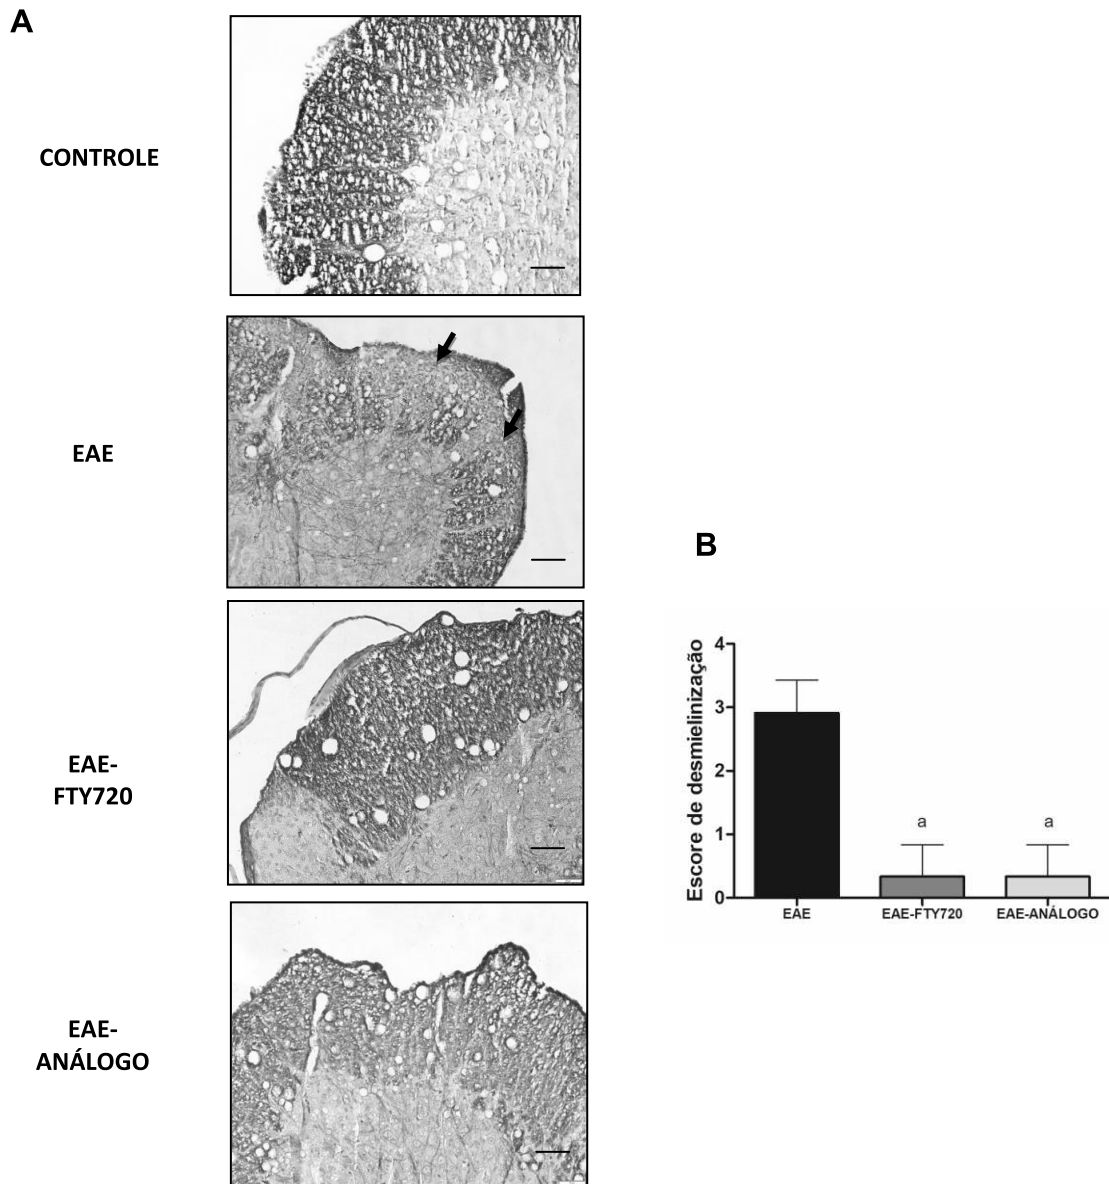 A
CONTROLE
EAE
EAE-
FTY720
EAE-
ANÁLOGO
B
Escore de desmielinização
4
3
2
1
0
a
a
EAE
EAE-FTY720
EAE-ANÁLOGO